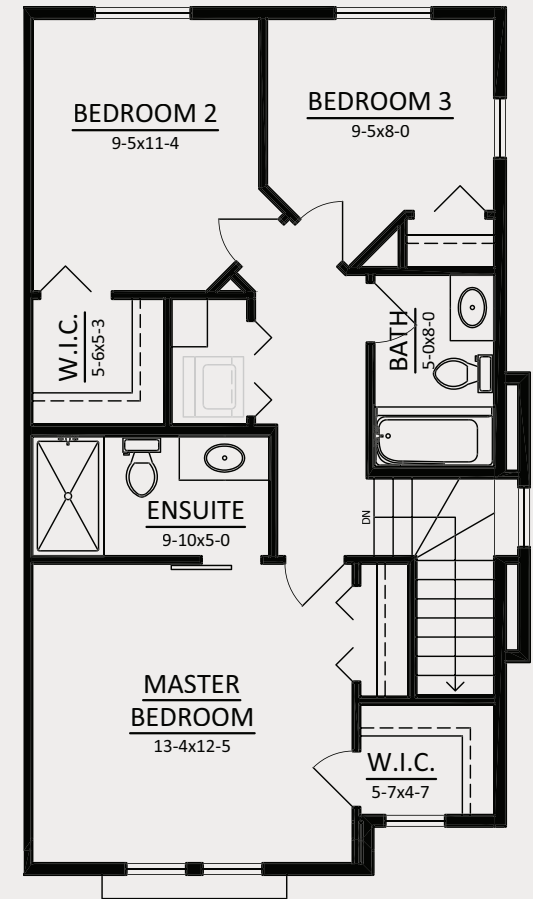 BEDROOM 2
9-5x11-4
BEDROOM 3
9-5x8-0
W.I.C.
5-6x5-3
BATH
5-0x8-0
ENSUITE
9-10x5-0
DN
MASTER
BEDROOM
13-4x12-5
W.I.C.
5-7x4-7